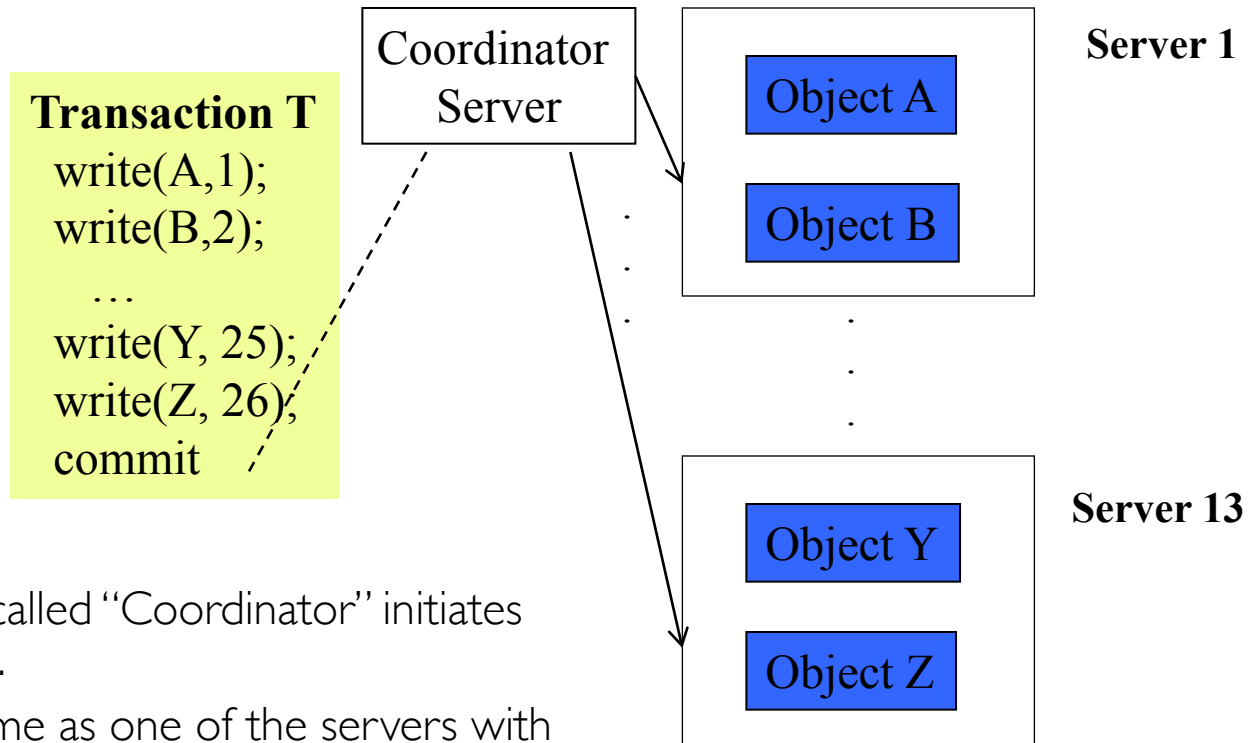 Coordinator
Server
Transaction T
write(A,1);
write(B,2);
…
write(Y, 25);
write(Z, 26);
commit
Object A
Object B
Server 1
.
.
.
.
.
.
Object Y
Object Z
Server 13
called “Coordinator” initiates
.
me as one of the servers with